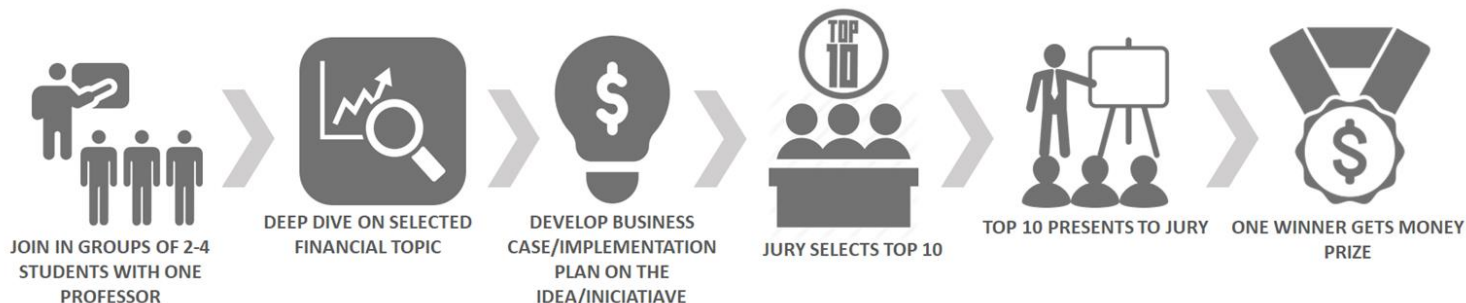 JOIN IN GROUPS OF 2-4
STUDENTS WITH ONE
PROFESSOR
DEEP DIVE ON SELECTED
FINANCIAL TOPIC
DEVELOP BUSINESS
CASE/IMPLEMENTATION
PLAN ON THE
IDEA/INICIATIAVE
TOP
10
JURY SELECTS TOP 10
TOP 10 PRESENTS TO JURY
ONE WINNER GETS MONEY
PRIZE